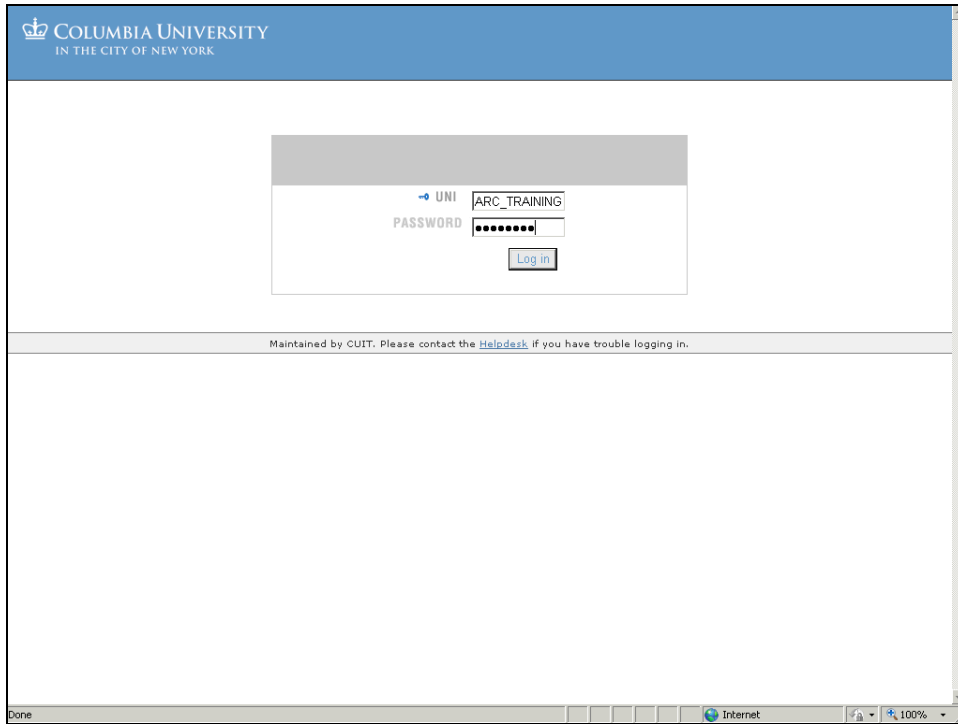 COLUMBIA UNIVERSITY
IN THE CITY OF NEW YORK
UNI
ARC_TRAINING
PASSWORD
••••••••
Log in
Maintained by CUIT. Please contact the Helpdesk if you have trouble logging in.
Done
Internet
100%